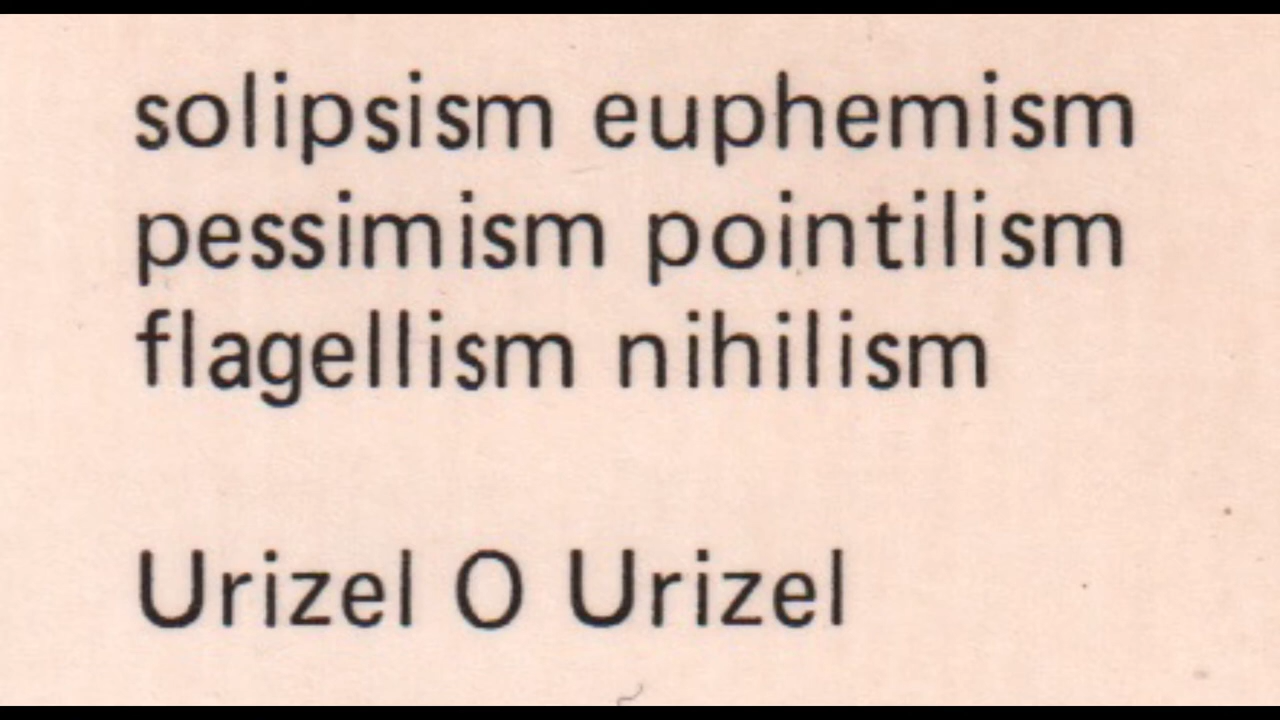 solipsism euphemism
pessimism pointilism
flagellism nihilism
Urizel O Urizel